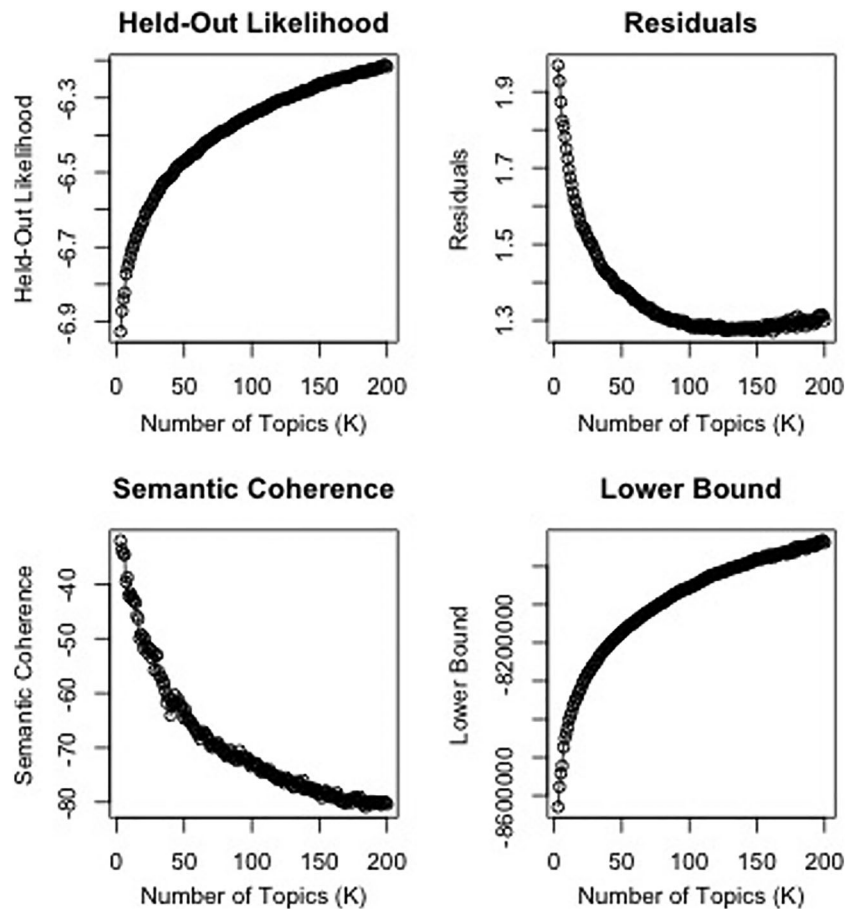 Held-Out Likelihood
Held-Out Likelihood
-6.3
-6.5
-6.7
-6.9
0 50 100 150 200
Number of Topics (K)
Residuals
Residuals
1.9
1.7
1.5
1.3
0 50 100 150 200
Number of Topics (K)
Semantic Coherence
Semantic Coherence
-40
-50
-60
-70
-80
0 50 100 150 200
Number of Topics (K)
Lower Bound
Lower Bound
-8200000
-8600000
0 50 100 150 200
Number of Topics (K)